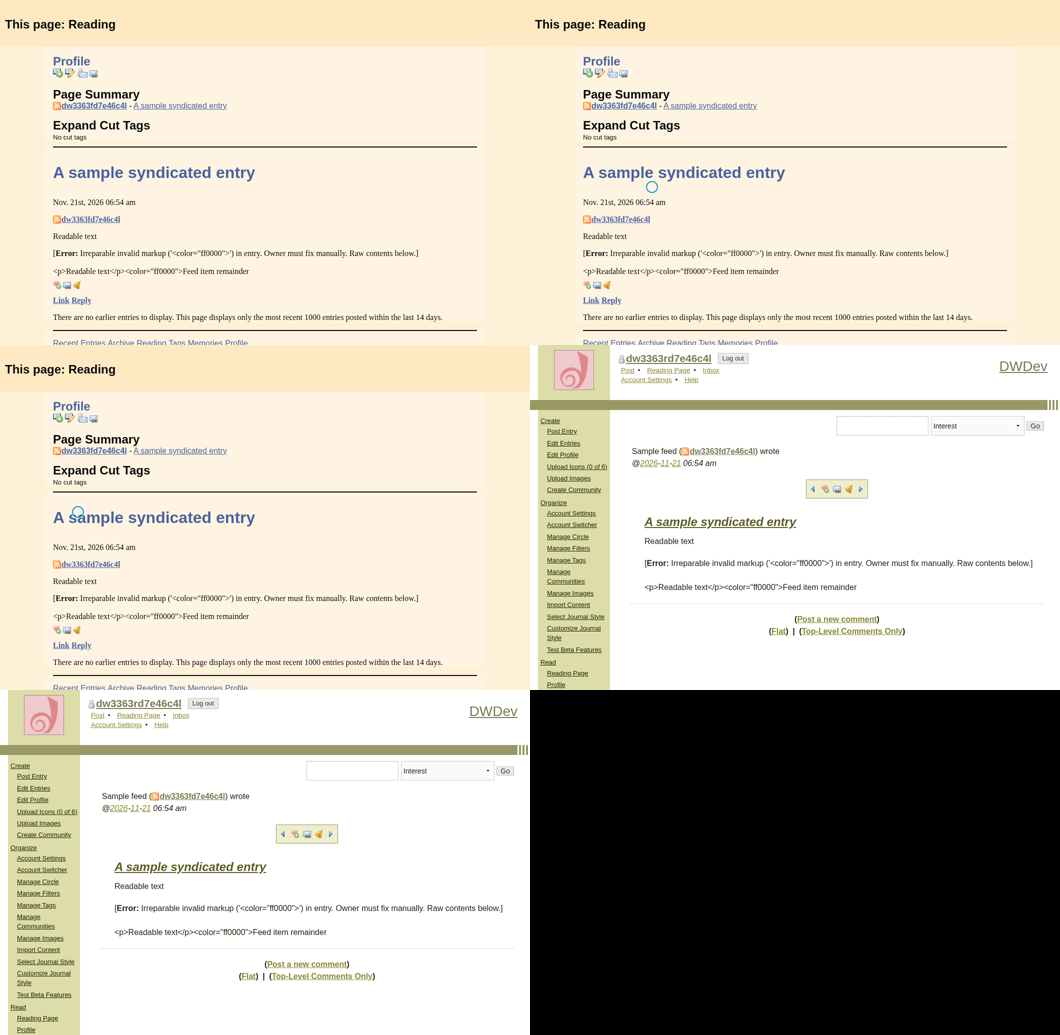 This page: Reading
Profile
Page Summary
dw3363fd7e46c4l - A sample syndicated entry
Expand Cut Tags
No cut tags
A sample syndicated entry
Nov. 21st, 2026 06:54 am
dw3363fd7e46c4l
Readable text
[Error: Irreparable invalid markup ('<color="ff0000">') in entry. Owner must fix manually. Raw contents below.]
<p>Readable text</p><color="ff0000">Feed item remainder
Link Reply
There are no earlier entries to display. This page displays only the most recent 1000 entries posted within the last 14 days.
Recent Entries Archive Reading Tags Memories Profile
This page: Reading
Profile
Page Summary
dw3363fd7e46c4l - A sample syndicated entry
Expand Cut Tags
No cut tags
A sample syndicated entry
Nov. 21st, 2026 06:54 am
dw3363fd7e46c4l
Readable text
[Error: Irreparable invalid markup ('<color="ff0000">') in entry. Owner must fix manually. Raw contents below.]
<p>Readable text</p><color="ff0000">Feed item remainder
Link Reply
There are no earlier entries to display. This page displays only the most recent 1000 entries posted within the last 14 days.
Recent Entries Archive Reading Tags Memories Profile
This page: Reading
Profile
Page Summary
dw3363fd7e46c4l - A sample syndicated entry
Expand Cut Tags
No cut tags
A sample syndicated entry
Nov. 21st, 2026 06:54 am
dw3363fd7e46c4l
Readable text
[Error: Irreparable invalid markup ('<color="ff0000">') in entry. Owner must fix manually. Raw contents below.]
<p>Readable text</p><color="ff0000">Feed item remainder
Link Reply
There are no earlier entries to display. This page displays only the most recent 1000 entries posted within the last 14 days.
Recent Entries Archive Reading Tags Memories Profile
dw3363rd7e46c4l Log out
Post • Reading Page • Inbox
Account Settings • Help
DWDev
Create
Post Entry
Edit Entries
Edit Profile
Upload Icons (0 of 6)
Upload Images
Create Community
Organize
Account Settings
Account Switcher
Manage Circle
Manage Filters
Manage Tags
Manage
Communities
Manage Images
Import Content
Select Journal Style
Customize Journal
Style
Test Beta Features
Read
Reading Page
Profile
Interest Go
Sample feed (dw3363fd7e46c4l) wrote
@2026-11-21 06:54 am
A sample syndicated entry
Readable text
[Error: Irreparable invalid markup ('<color="ff0000">') in entry. Owner must fix manually. Raw contents below.]
<p>Readable text</p><color="ff0000">Feed item remainder
(Post a new comment)
(Flat) | (Top-Level Comments Only)
dw3363rd7e46c4l Log out
Post • Reading Page • Inbox
Account Settings • Help
DWDev
Create
Post Entry
Edit Entries
Edit Profile
Upload Icons (0 of 6)
Upload Images
Create Community
Organize
Account Settings
Account Switcher
Manage Circle
Manage Filters
Manage Tags
Manage
Communities
Manage Images
Import Content
Select Journal Style
Customize Journal
Style
Test Beta Features
Read
Reading Page
Profile
Interest Go
Sample feed (dw3363fd7e46c4l) wrote
@2026-11-21 06:54 am
A sample syndicated entry
Readable text
[Error: Irreparable invalid markup ('<color="ff0000">') in entry. Owner must fix manually. Raw contents below.]
<p>Readable text</p><color="ff0000">Feed item remainder
(Post a new comment)
(Flat) | (Top-Level Comments Only)